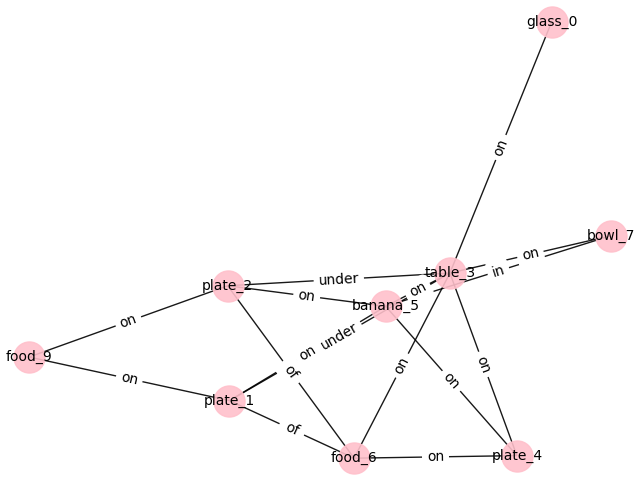 glass_0
on
bowl_7
on
in
table_3
under
plate_2
on
on
banana_5
on
on
under
food_9
on
on
of
on
on
plate_1
of
food_6
on
plate_4